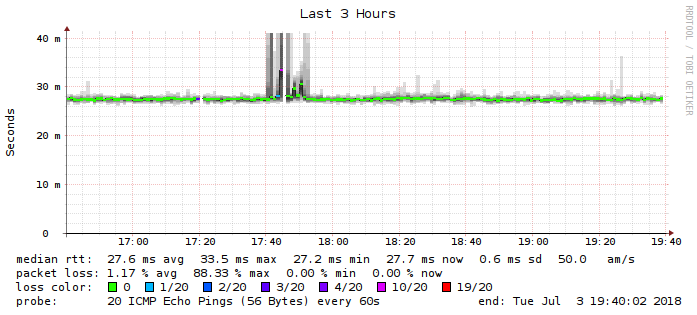 Last 3 Hours
RRDTOOL / TOBI OETIKER
Seconds
40 m
30 m
20 m
10 m
0
17:00 17:20 17:40 18:00 18:20 18:40 19:00 19:20 19:40
median rtt: 27.6 ms avg 33.5 ms max 27.2 ms min 27.7 ms now 0.6 ms sd 50.0 am/s
packet loss: 1.17 % avg 88.33 % max 0.00 % min 0.00 % now
loss color: 0 1/20 2/20 3/20 4/20 10/20 19/20
probe: 20 ICMP Echo Pings (56 Bytes) every 60s end: Tue Jul 3 19:40:02 2018